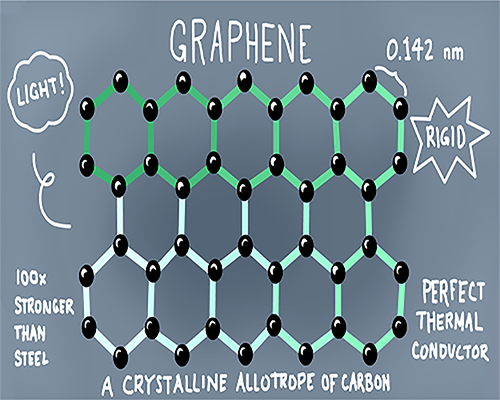 GRAPHENE
0.142 nm
LIGHT!
RIGID
100x
STRONGER
THAN
STEEL
PERFECT
THERMAL
CONDUCTOR
A CRYSTALLINE ALLOTROPE OF CARBON